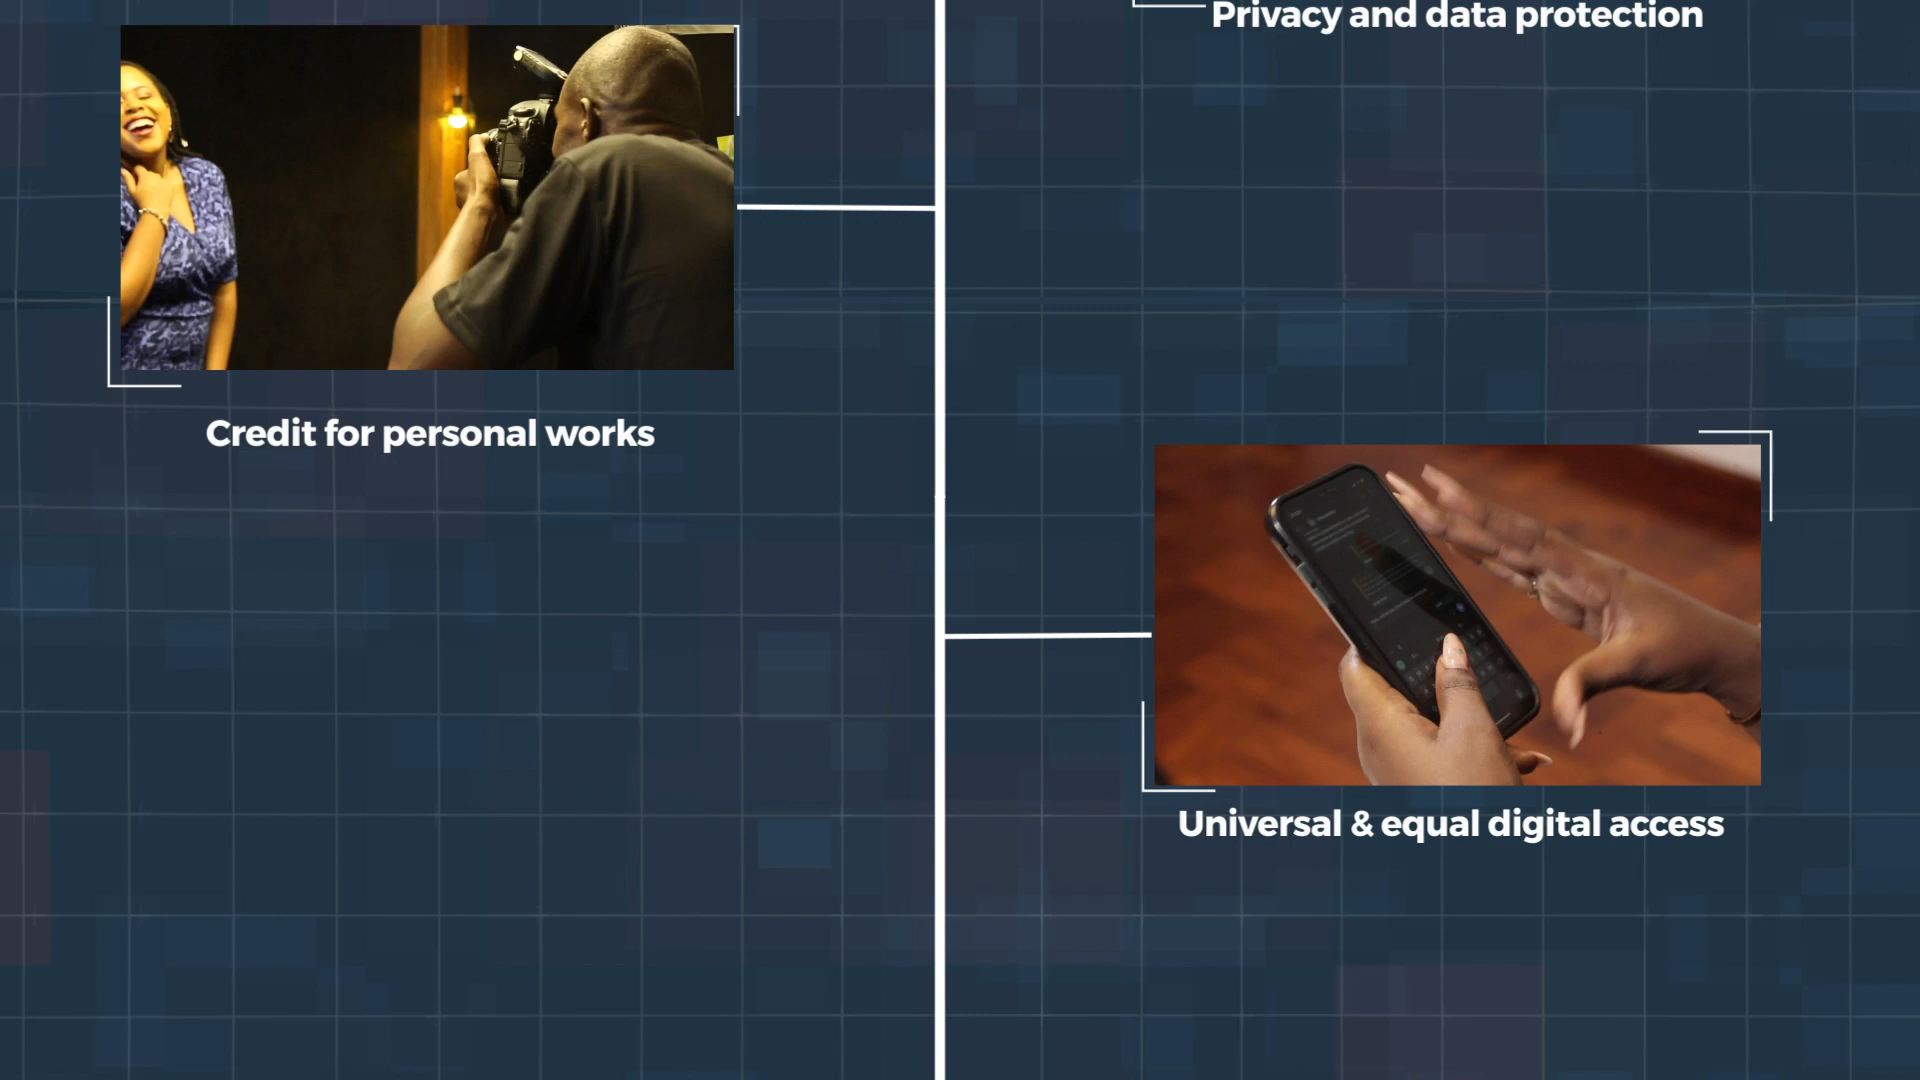 Privacy and data protection
Credit for personal works
Universal & equal digital access